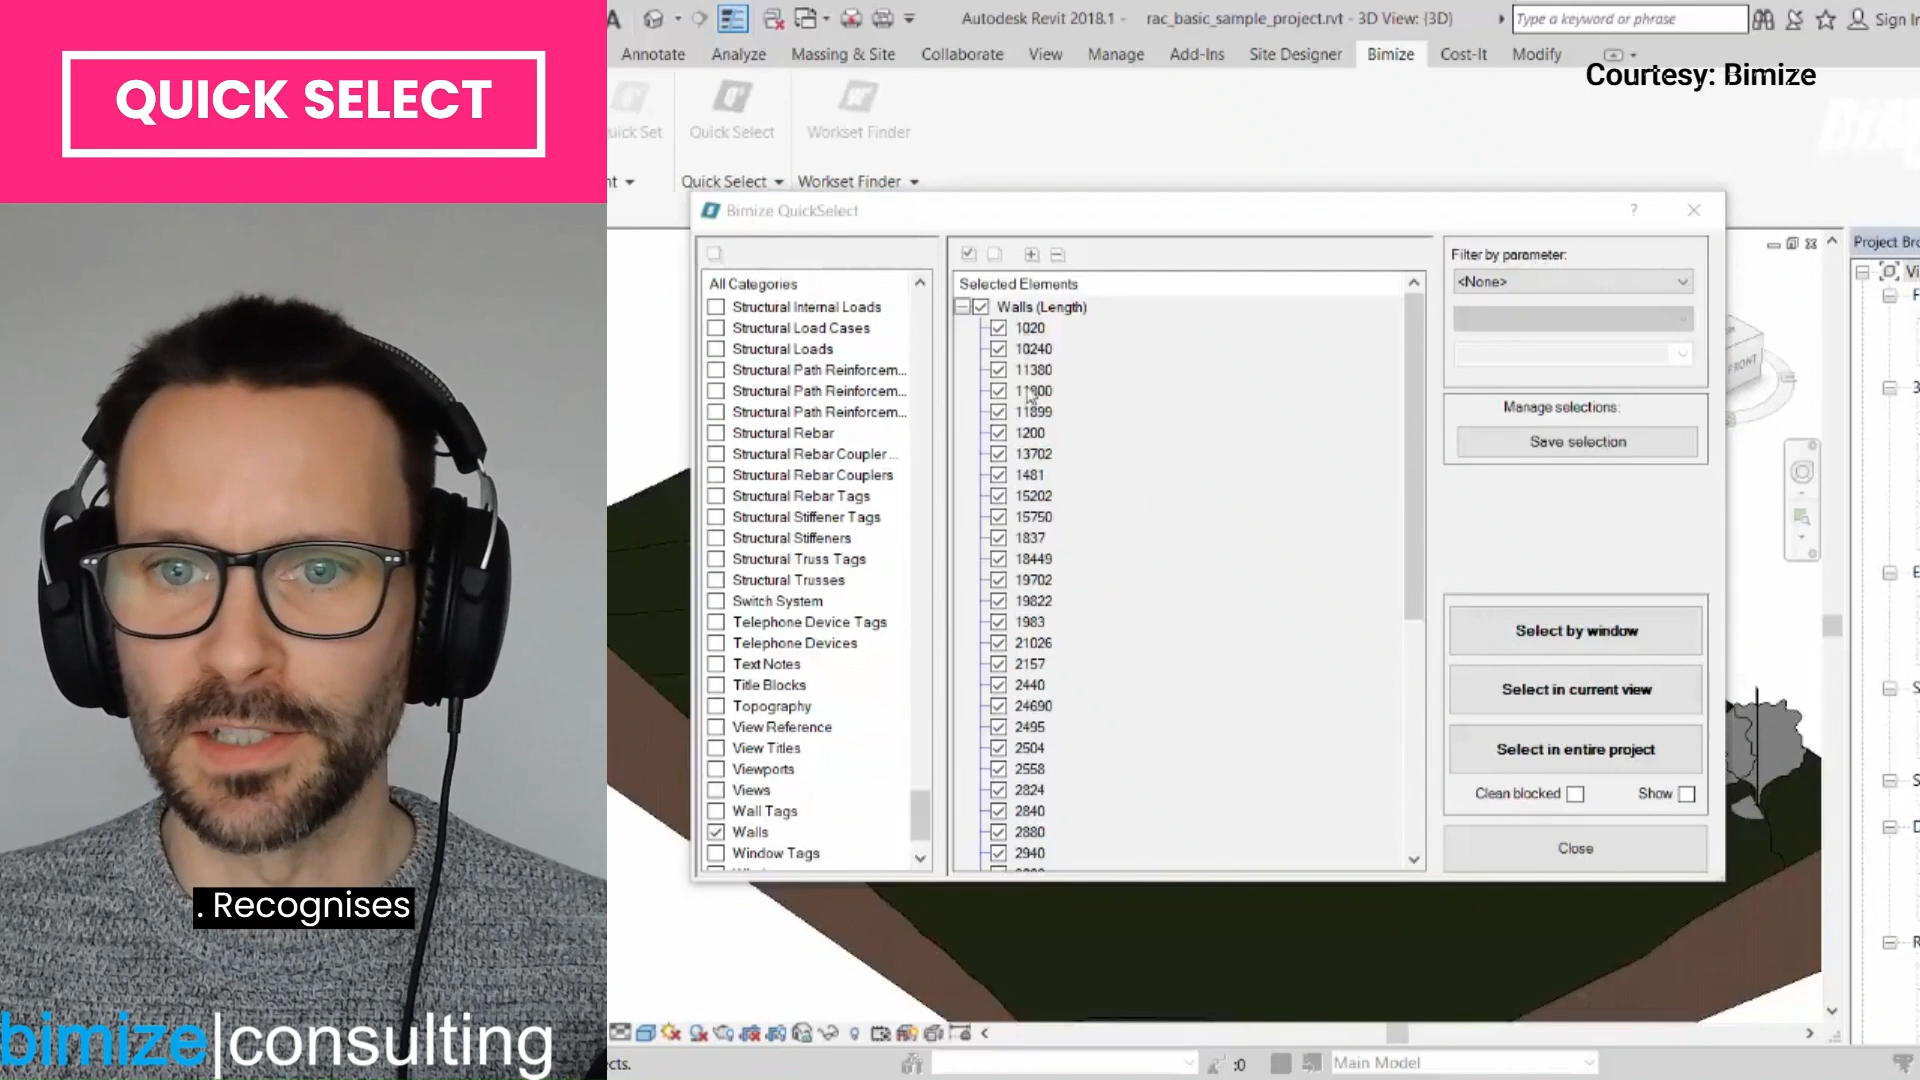 QUICK SELECT
Autodesk Revit 2018.1 - rac_basic_sample_project.rvt - 3D View: {3D}
Type a keyword or phrase
Sign In
Annotate Analyze Massing & Site Collaborate View Manage Add-Ins Site Designer Bimize Cost-It Modify
Courtesy: Bimize
Quick Select
Workset Finder
Quick Select
Workset Finder
Bimize QuickSelect
?
All Categories
Structural Internal Loads
Structural Load Cases
Structural Loads
Structural Path Reinforcem...
Structural Path Reinforcem...
Structural Path Reinforcem...
Structural Rebar
Structural Rebar Coupler ...
Structural Rebar Couplers
Structural Rebar Tags
Structural Stiffener Tags
Structural Stiffeners
Structural Truss Tags
Structural Trusses
Switch System
Telephone Device Tags
Telephone Devices
Text Notes
Title Blocks
Topography
View Reference
View Titles
Viewports
Views
Wall Tags
Walls
Window Tags
Selected Elements
Walls (Length)
1020
10240
11380
11899
1200
13702
1481
15202
15750
1837
18449
19702
19822
1983
21026
2157
2440
24690
2495
2504
2558
2824
2840
2880
2940
Filter by parameter:
<None>
Manage selections:
Save selection
Select by window
Select in current view
Select in entire project
Clean blocked
Show
Close
FRONT
Project Bro
. Recognises
bimize|consulting
cts.
:0
Main Model